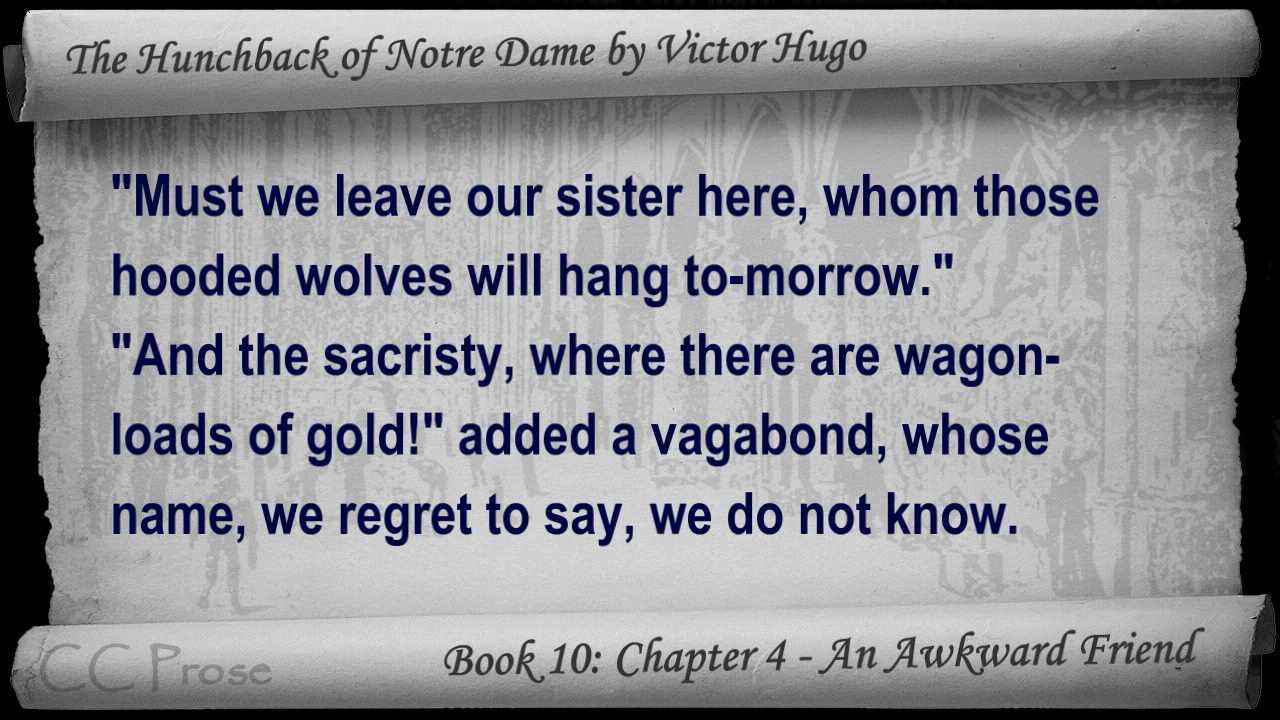 The Hunchback of Notre Dame by Victor Hugo
"Must we leave our sister here, whom those
hooded wolves will hang to-morrow."
"And the sacristy, where there are wagon-
loads of gold!" added a vagabond, whose
name, we regret to say, we do not know.
CC Prose
Book 10: Chapter 4 - An Awkward Friend